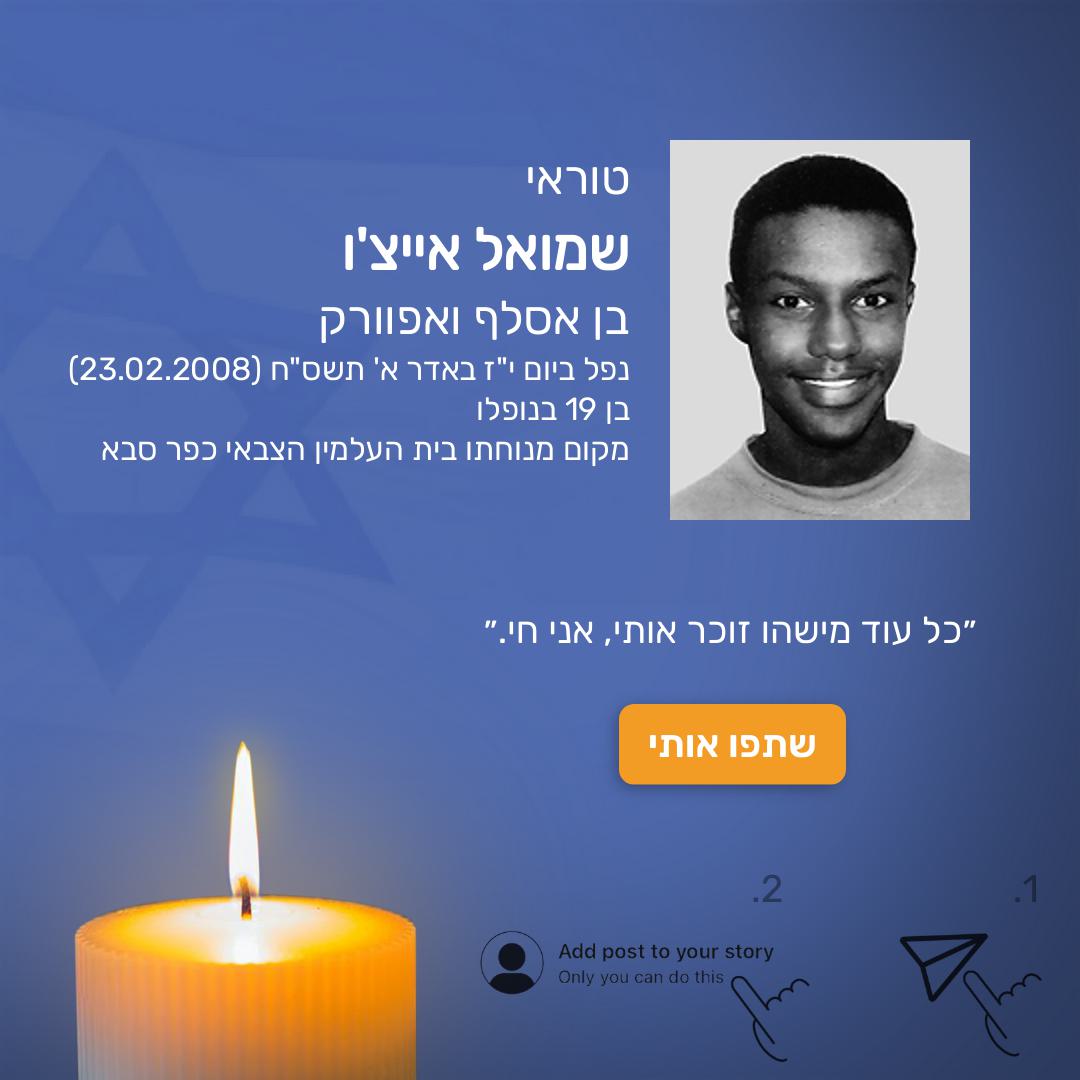 טוראי
שמואל אייצ'ו
בן אסלף ואפוורק
נפל ביום י"ז באדר א' תשס"ח (23.02.2008)
בן 19 בנופלו
מקום מנוחתו בית העלמין הצבאי כפר סבא
״כל עוד מישהו זוכר אותי, אני חי.״
שתפו אותי
1.
2.
Add post to your story
Only you can do this